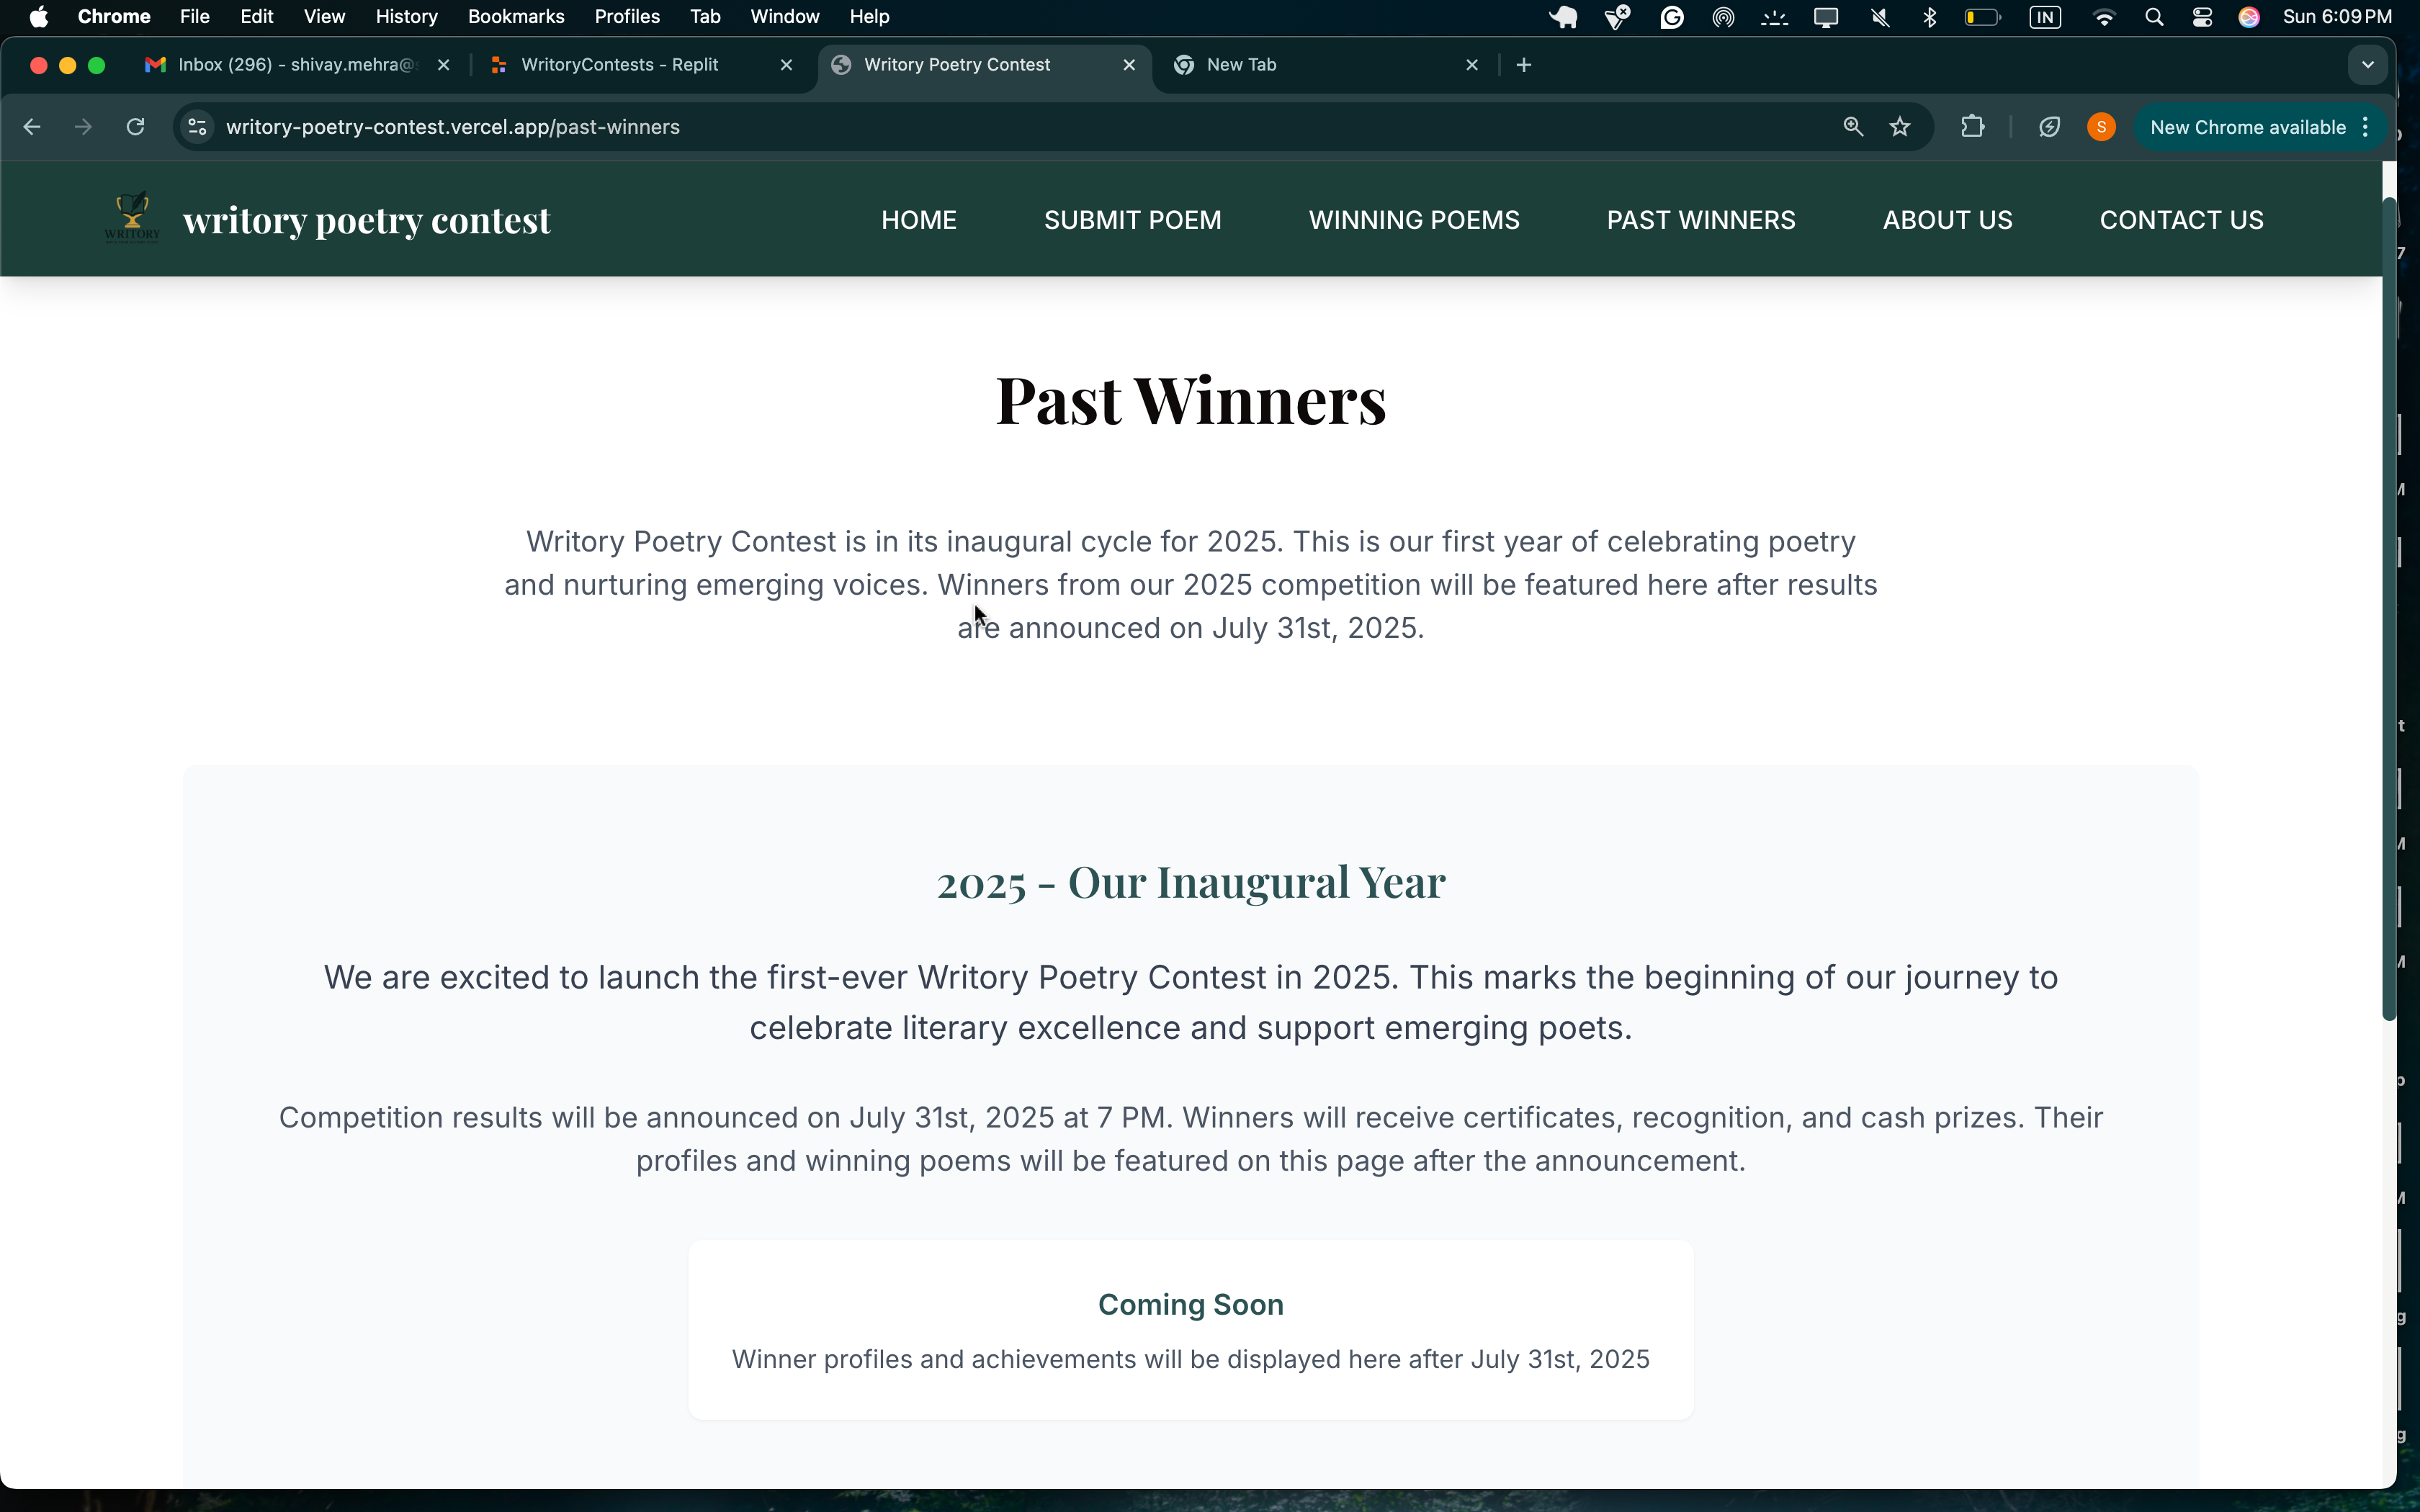 Chrome File Edit View History Bookmarks Profiles Tab Window Help IN Sun 6:09 PM
Inbox (296) - shivay.mehra@ WritoryContests - Replit Writory Poetry Contest New Tab
writory-poetry-contest.vercel.app/past-winners S New Chrome available
WRITORY
writory poetry contest HOME SUBMIT POEM WINNING POEMS PAST WINNERS ABOUT US CONTACT US
Past Winners
Writory Poetry Contest is in its inaugural cycle for 2025. This is our first year of celebrating poetry
and nurturing emerging voices. Winners from our 2025 competition will be featured here after results
are announced on July 31st, 2025.
2025 - Our Inaugural Year
We are excited to launch the first-ever Writory Poetry Contest in 2025. This marks the beginning of our journey to
celebrate literary excellence and support emerging poets.
Competition results will be announced on July 31st, 2025 at 7 PM. Winners will receive certificates, recognition, and cash prizes. Their
profiles and winning poems will be featured on this page after the announcement.
Coming Soon
Winner profiles and achievements will be displayed here after July 31st, 2025